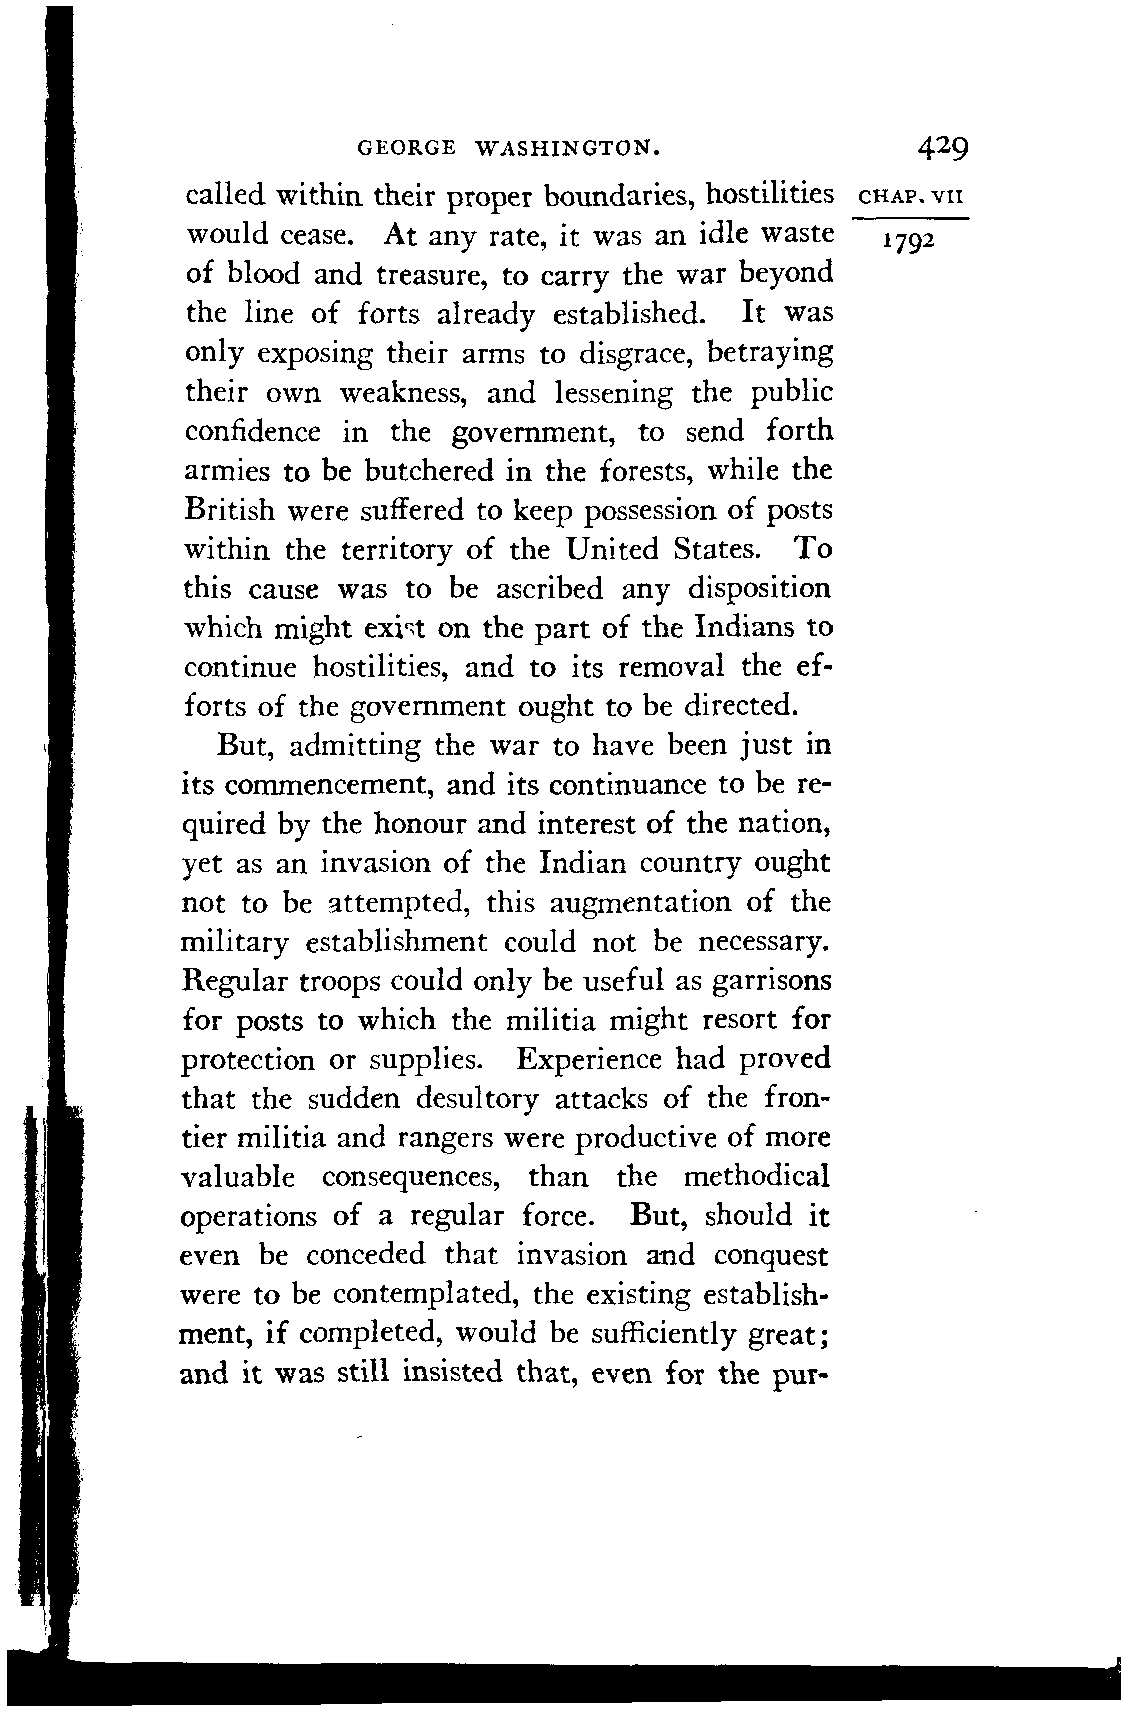 GEORGE WASHINGTON. 429
called within their proper boundaries, hostilities CHAP. VII
would cease. At any rate, it was an idle waste 1792
of blood and treasure, to carry the war beyond
the line of forts already established. It was
only exposing their arms to disgrace, betraying
their own weakness, and lessening the public
confidence in the government, to send forth
armies to be butchered in the forests, while the
British were suffered to keep possession of posts
within the territory of the United States. To
this cause was to be ascribed any disposition
which might exist on the part of the Indians to
continue hostilities, and to its removal the ef-
forts of the government ought to be directed.
But, admitting the war to have been just in
its commencement, and its continuance to be re-
quired by the honour and interest of the nation,
yet as an invasion of the Indian country ought
not to be attempted, this augmentation of the
military establishment could not be necessary.
Regular troops could only be useful as garrisons
for posts to which the militia might resort for
protection or supplies. Experience had proved
that the sudden desultory attacks of the fron-
tier militia and rangers were productive of more
valuable consequences, than the methodical
operations of a regular force. But, should it
even be conceded that invasion and conquest
were to be contemplated, the existing establish-
ment, if completed, would be sufficiently great;
and it was still insisted that, even for the pur-